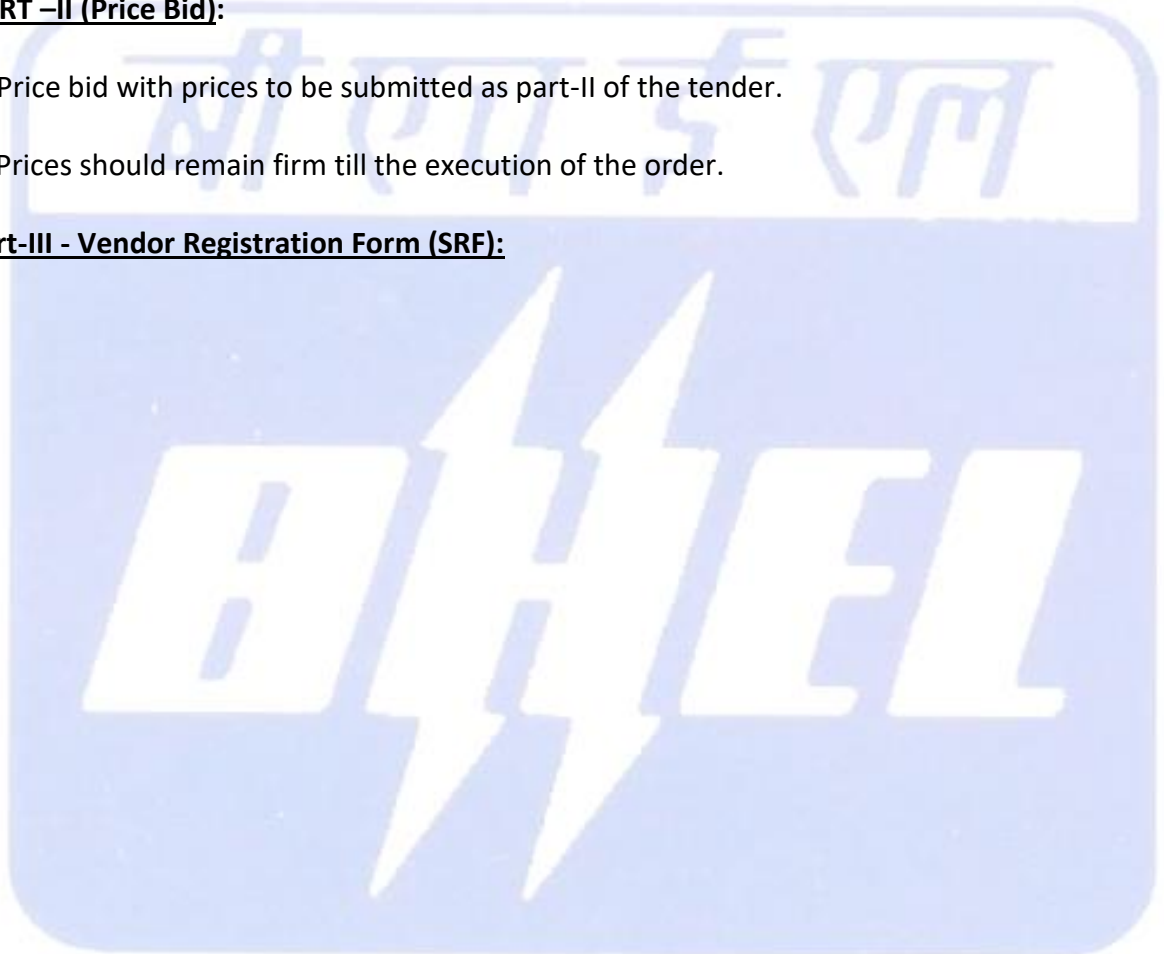 RT –II (Price Bid):
Price bid with prices to be submitted as part-II of the tender.
Prices should remain firm till the execution of the order.
rt-III - Vendor Registration Form (SRF):
बी एच ई एल
BHEL